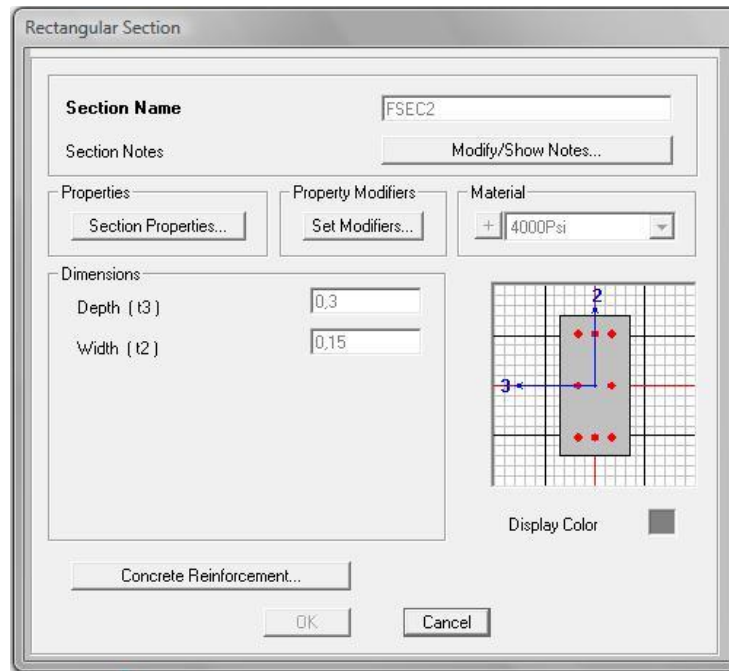 Rectangular Section
Section Name FSEC2
Section Notes Modify/Show Notes...
Properties Property Modifiers Material
Section Properties... Set Modifiers... + 4000Psi
Dimensions
Depth ( t3 ) 0,3
Width ( t2 ) 0,15
2
3
Display Color
Concrete Reinforcement...
OK Cancel